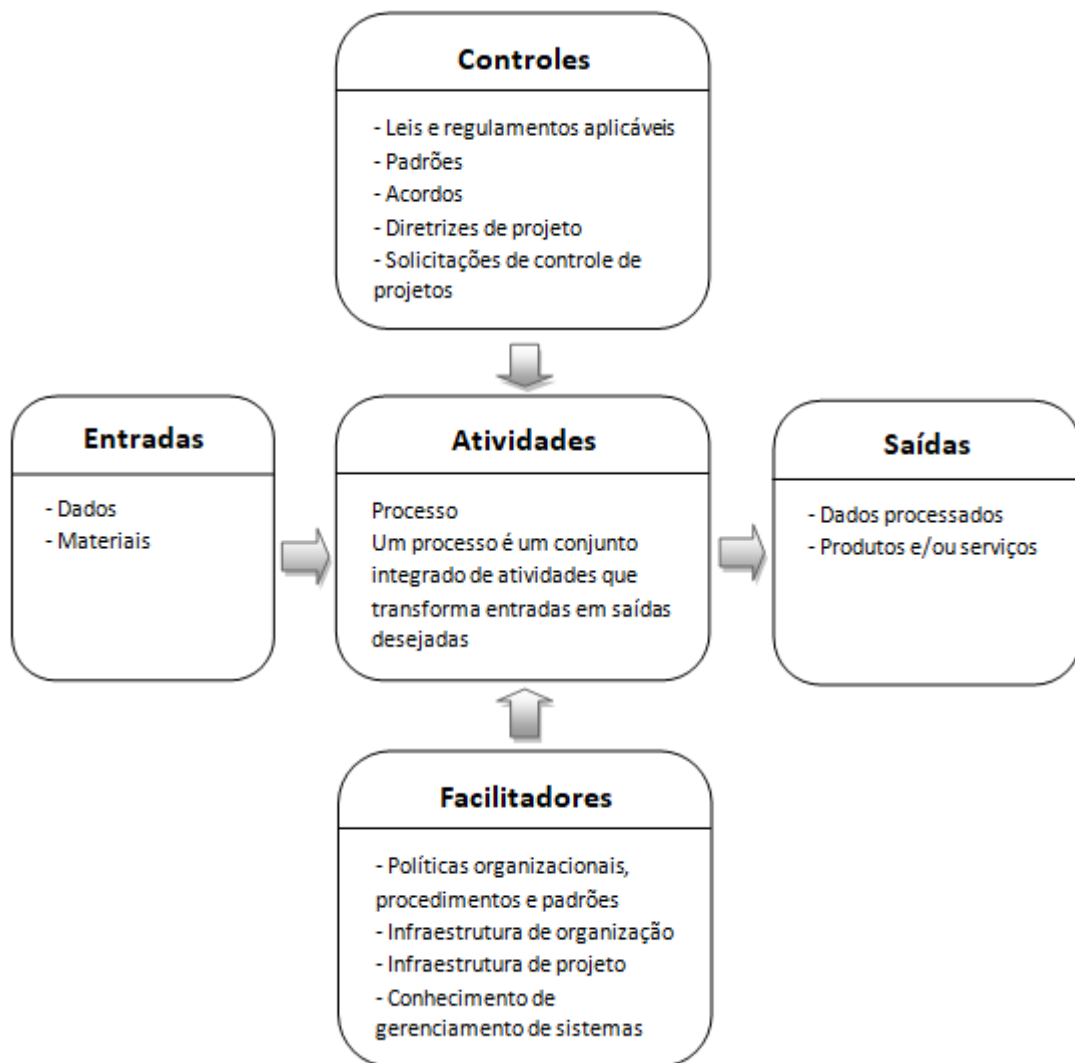 Controles
- Leis e regulamentos aplicáveis
- Padrões
- Acordos
- Diretrizes de projeto
- Solicitações de controle de
projetos
Entradas
- Dados
- Materiais
Atividades
Processo
Um processo é um conjunto
integrado de atividades que
transforma entradas em saídas
desejadas
Saídas
- Dados processados
- Produtos e/ou serviços
Facilitadores
- Políticas organizacionais,
procedimentos e padrões
- Infraestrutura de organização
- Infraestrutura de projeto
- Conhecimento de
gerenciamento de sistemas